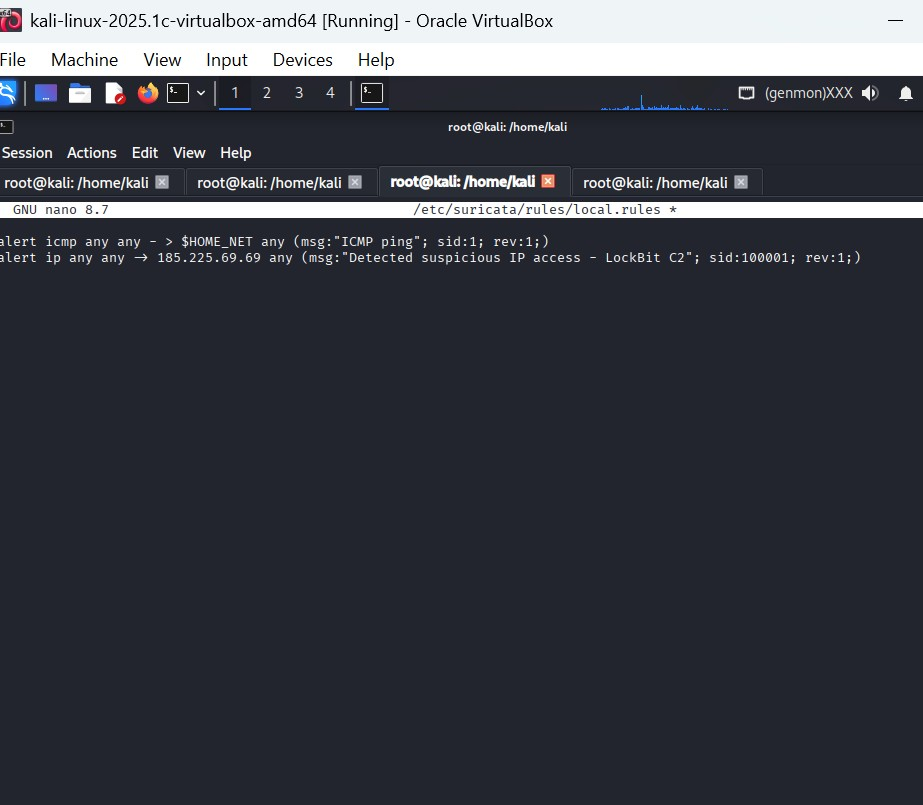 kali-linux-2025.1c-virtualbox-amd64 [Running] - Oracle VirtualBox
File Machine View Input Devices Help
1 2 3 4 (genmon)XXX
root@kali: /home/kali
Session Actions Edit View Help
root@kali: /home/kali root@kali: /home/kali root@kali: /home/kali root@kali: /home/kali
GNU nano 8.7 /etc/suricata/rules/local.rules *
alert icmp any any - > $HOME_NET any (msg:"ICMP ping"; sid:1; rev:1;)
alert ip any any -> 185.225.69.69 any (msg:"Detected suspicious IP access - LockBit C2"; sid:100001; rev:1;)